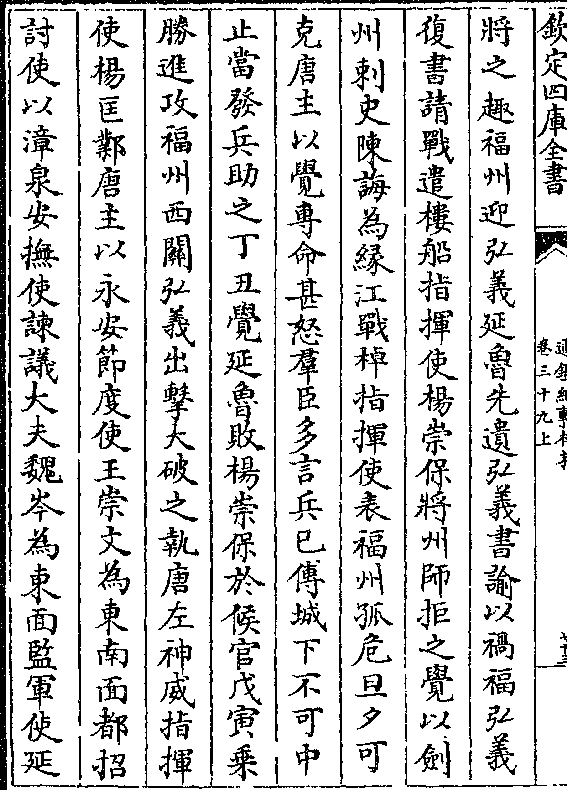 欽定四庫全書
通鑑紀事本末
卷三十九上
將之趣福州迎弘義延魯先遺弘義書諭以禍福弘義
復書請戰遣樓船指揮使楊崇保將州師拒之覺以劍
州刺史陳誨為緣江戰棹指揮使表福州孤危旦夕可
克唐主以覺專命甚怒羣臣多言兵已傅城下不可中
止當發兵助之丁丑覺延魯敗楊崇保於候官戊寅乘
勝進攻福州西關弘義出擊大破之執唐左神威指揮
使楊匡鄴唐主以永安節度使王崇文為東南面都招
討使以漳泉安撫使諫議大夫魏岑為東面監軍使延